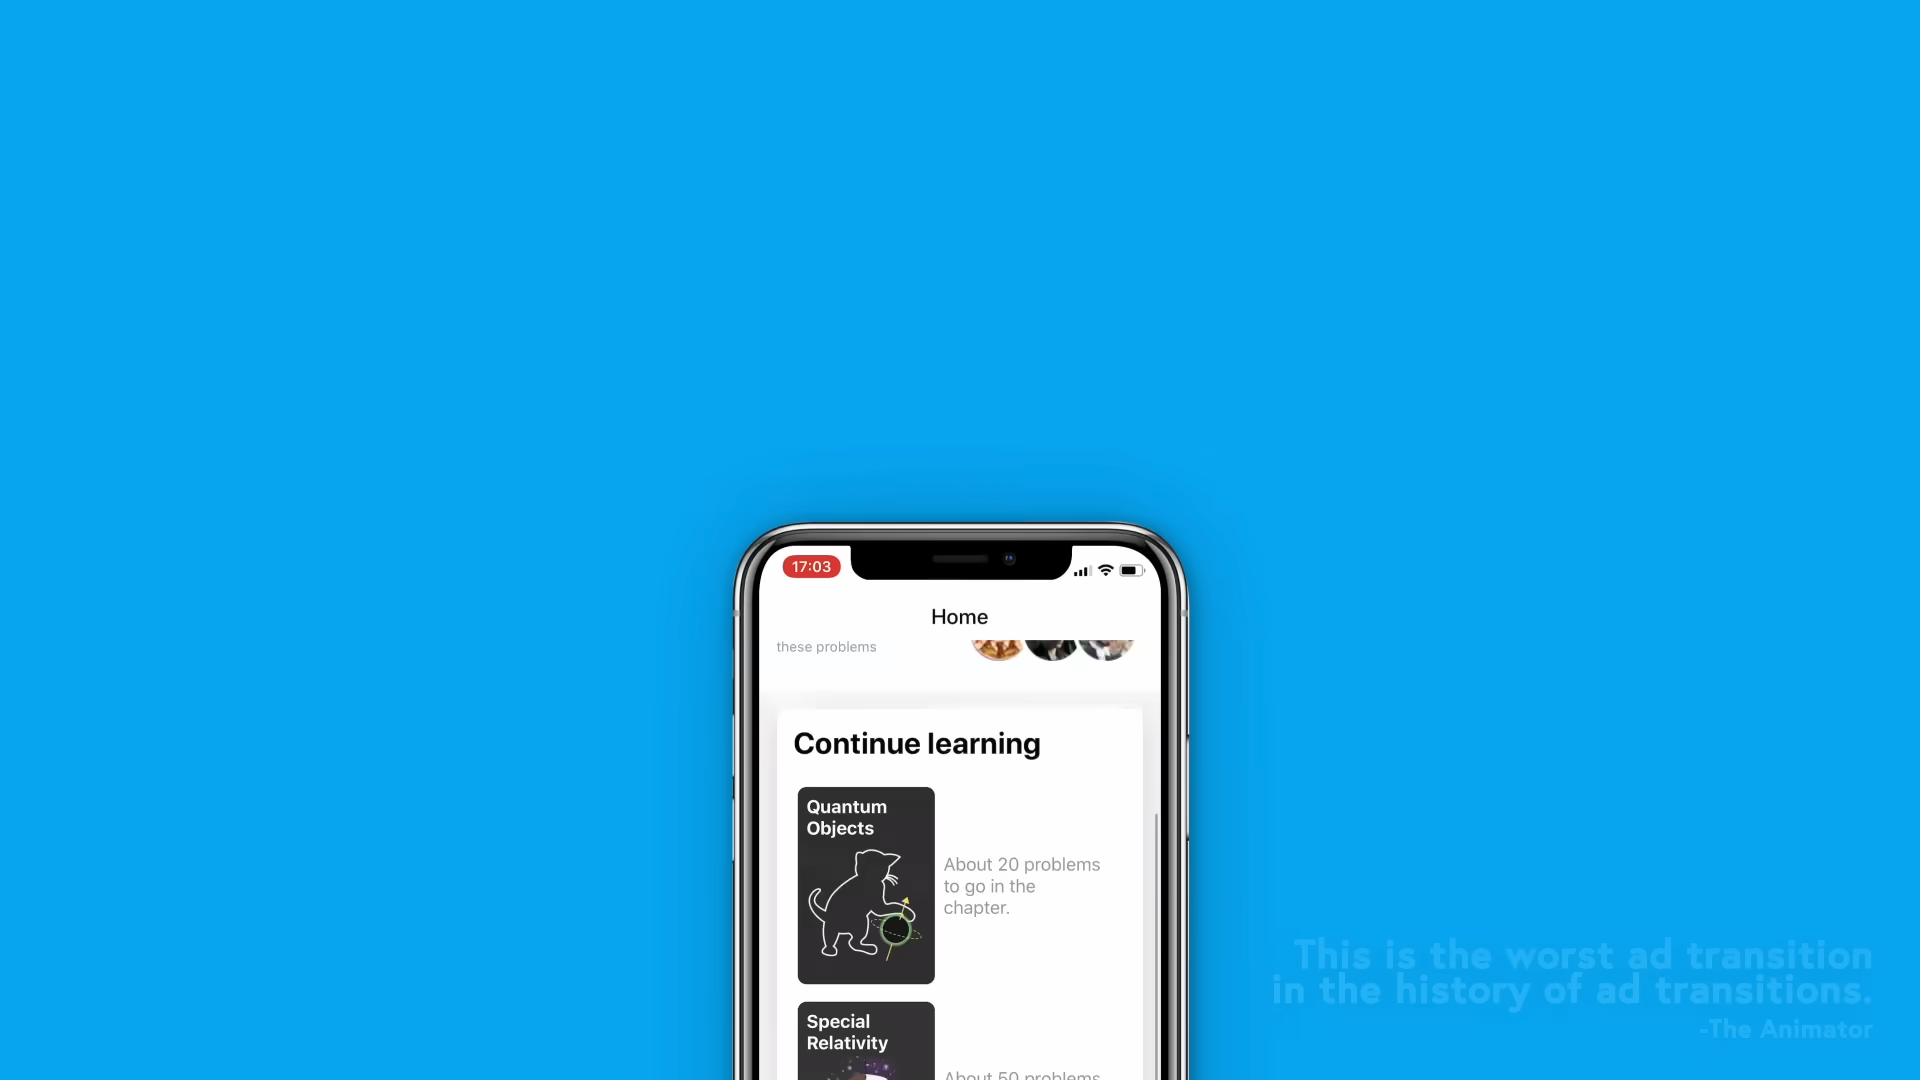 17:03
Home
these problems
Continue learning
Quantum
Objects
About 20 problems
to go in the
chapter.
Special
Relativity
About 50 problems
This is the worst ad transition
in the history of ad transitions.
-The Animator